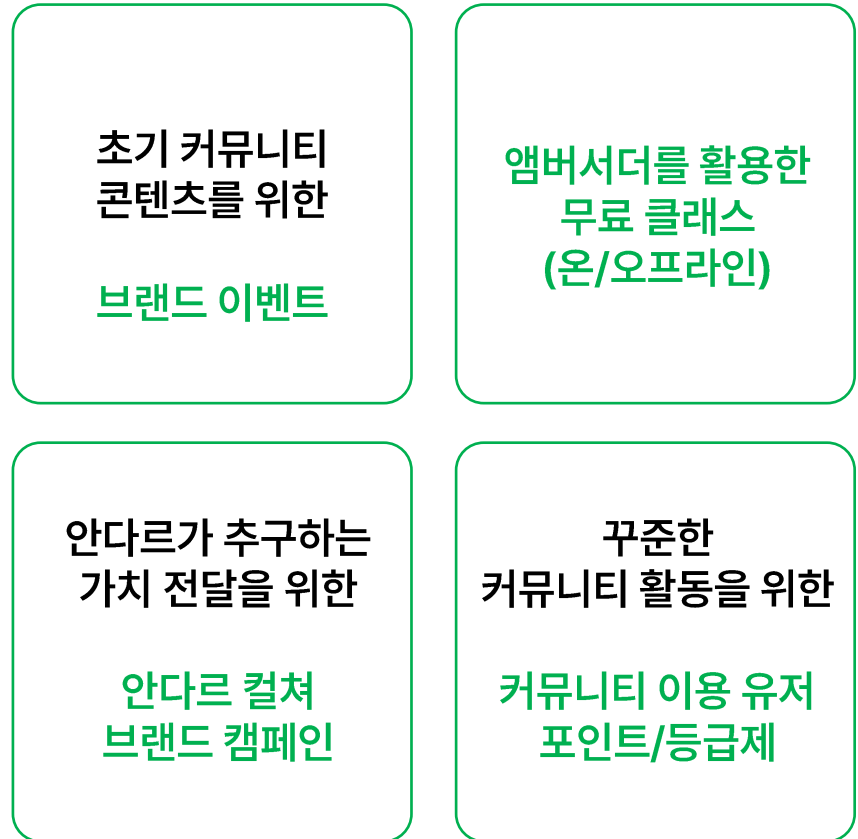 초기 커뮤니티
콘텐츠를 위한
브랜드 이벤트
앰버서더를 활용한
무료 클래스
(온/오프라인)
안다르가 추구하는
가치 전달을 위한
안다르 컬쳐
브랜드 캠페인
꾸준한
커뮤니티 활동을 위한
커뮤니티 이용 유저
포인트/등급제